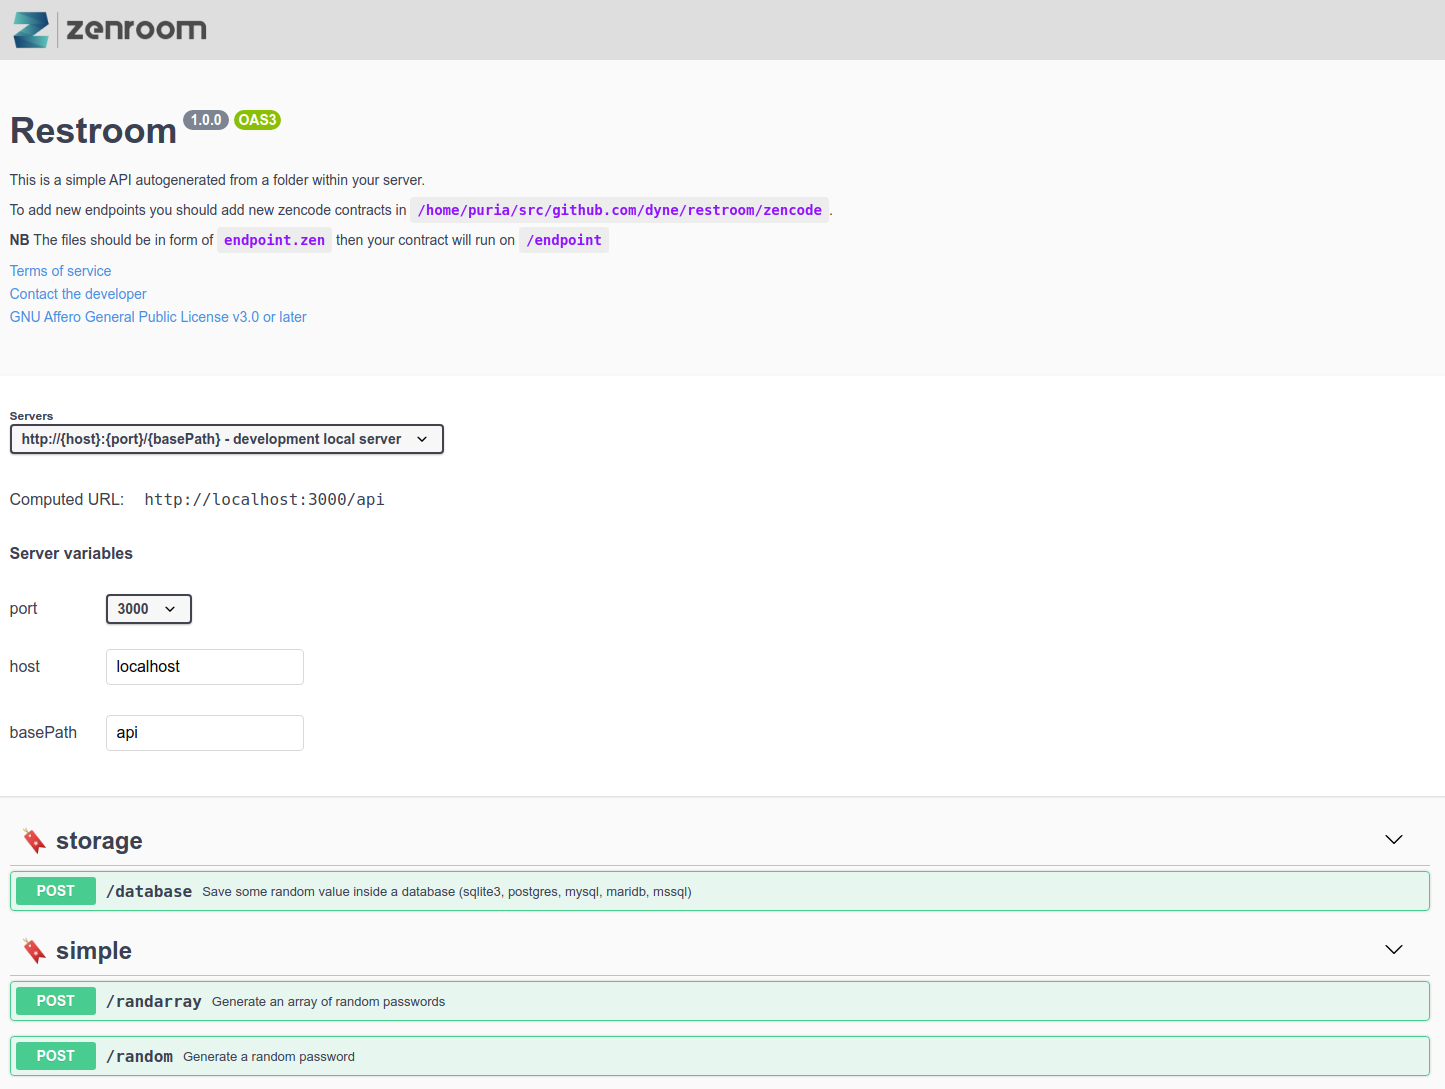 zenroom
Restroom 1.0.0 OAS3
This is a simple API autogenerated from a folder within your server.
To add new endpoints you should add new zencode contracts in /home/puria/src/github.com/dyne/restroom/zencode .
NB The files should be in form of endpoint.zen then your contract will run on /endpoint
Terms of service
Contact the developer
GNU Affero General Public License v3.0 or later
Servers
http://{host}:{port}/{basePath} - development local server
Computed URL: http://localhost:3000/api
Server variables
port 3000
host localhost
basePath api
storage
POST /database Save some random value inside a database (sqlite3, postgres, mysql, maridb, mssql)
simple
POST /randarray Generate an array of random passwords
POST /random Generate a random password